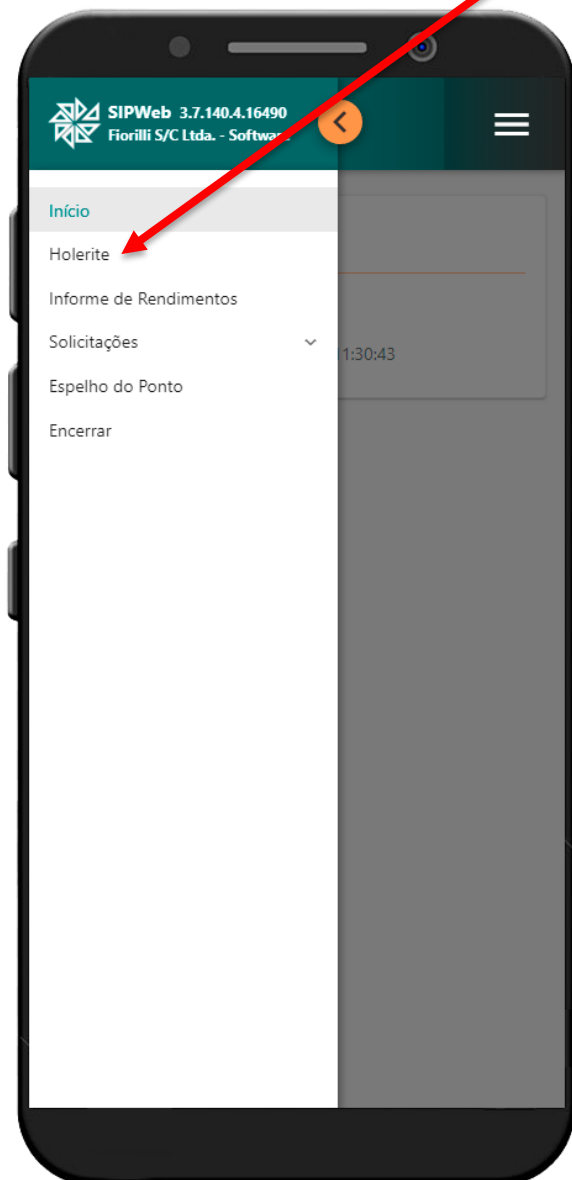 SIPWeb 3.7.140.4.16490
Fiorilli S/C Ltda. - Software
Início
Holerite
Informe de Rendimentos
Solicitações
11:30:43
Espelho do Ponto
Encerrar